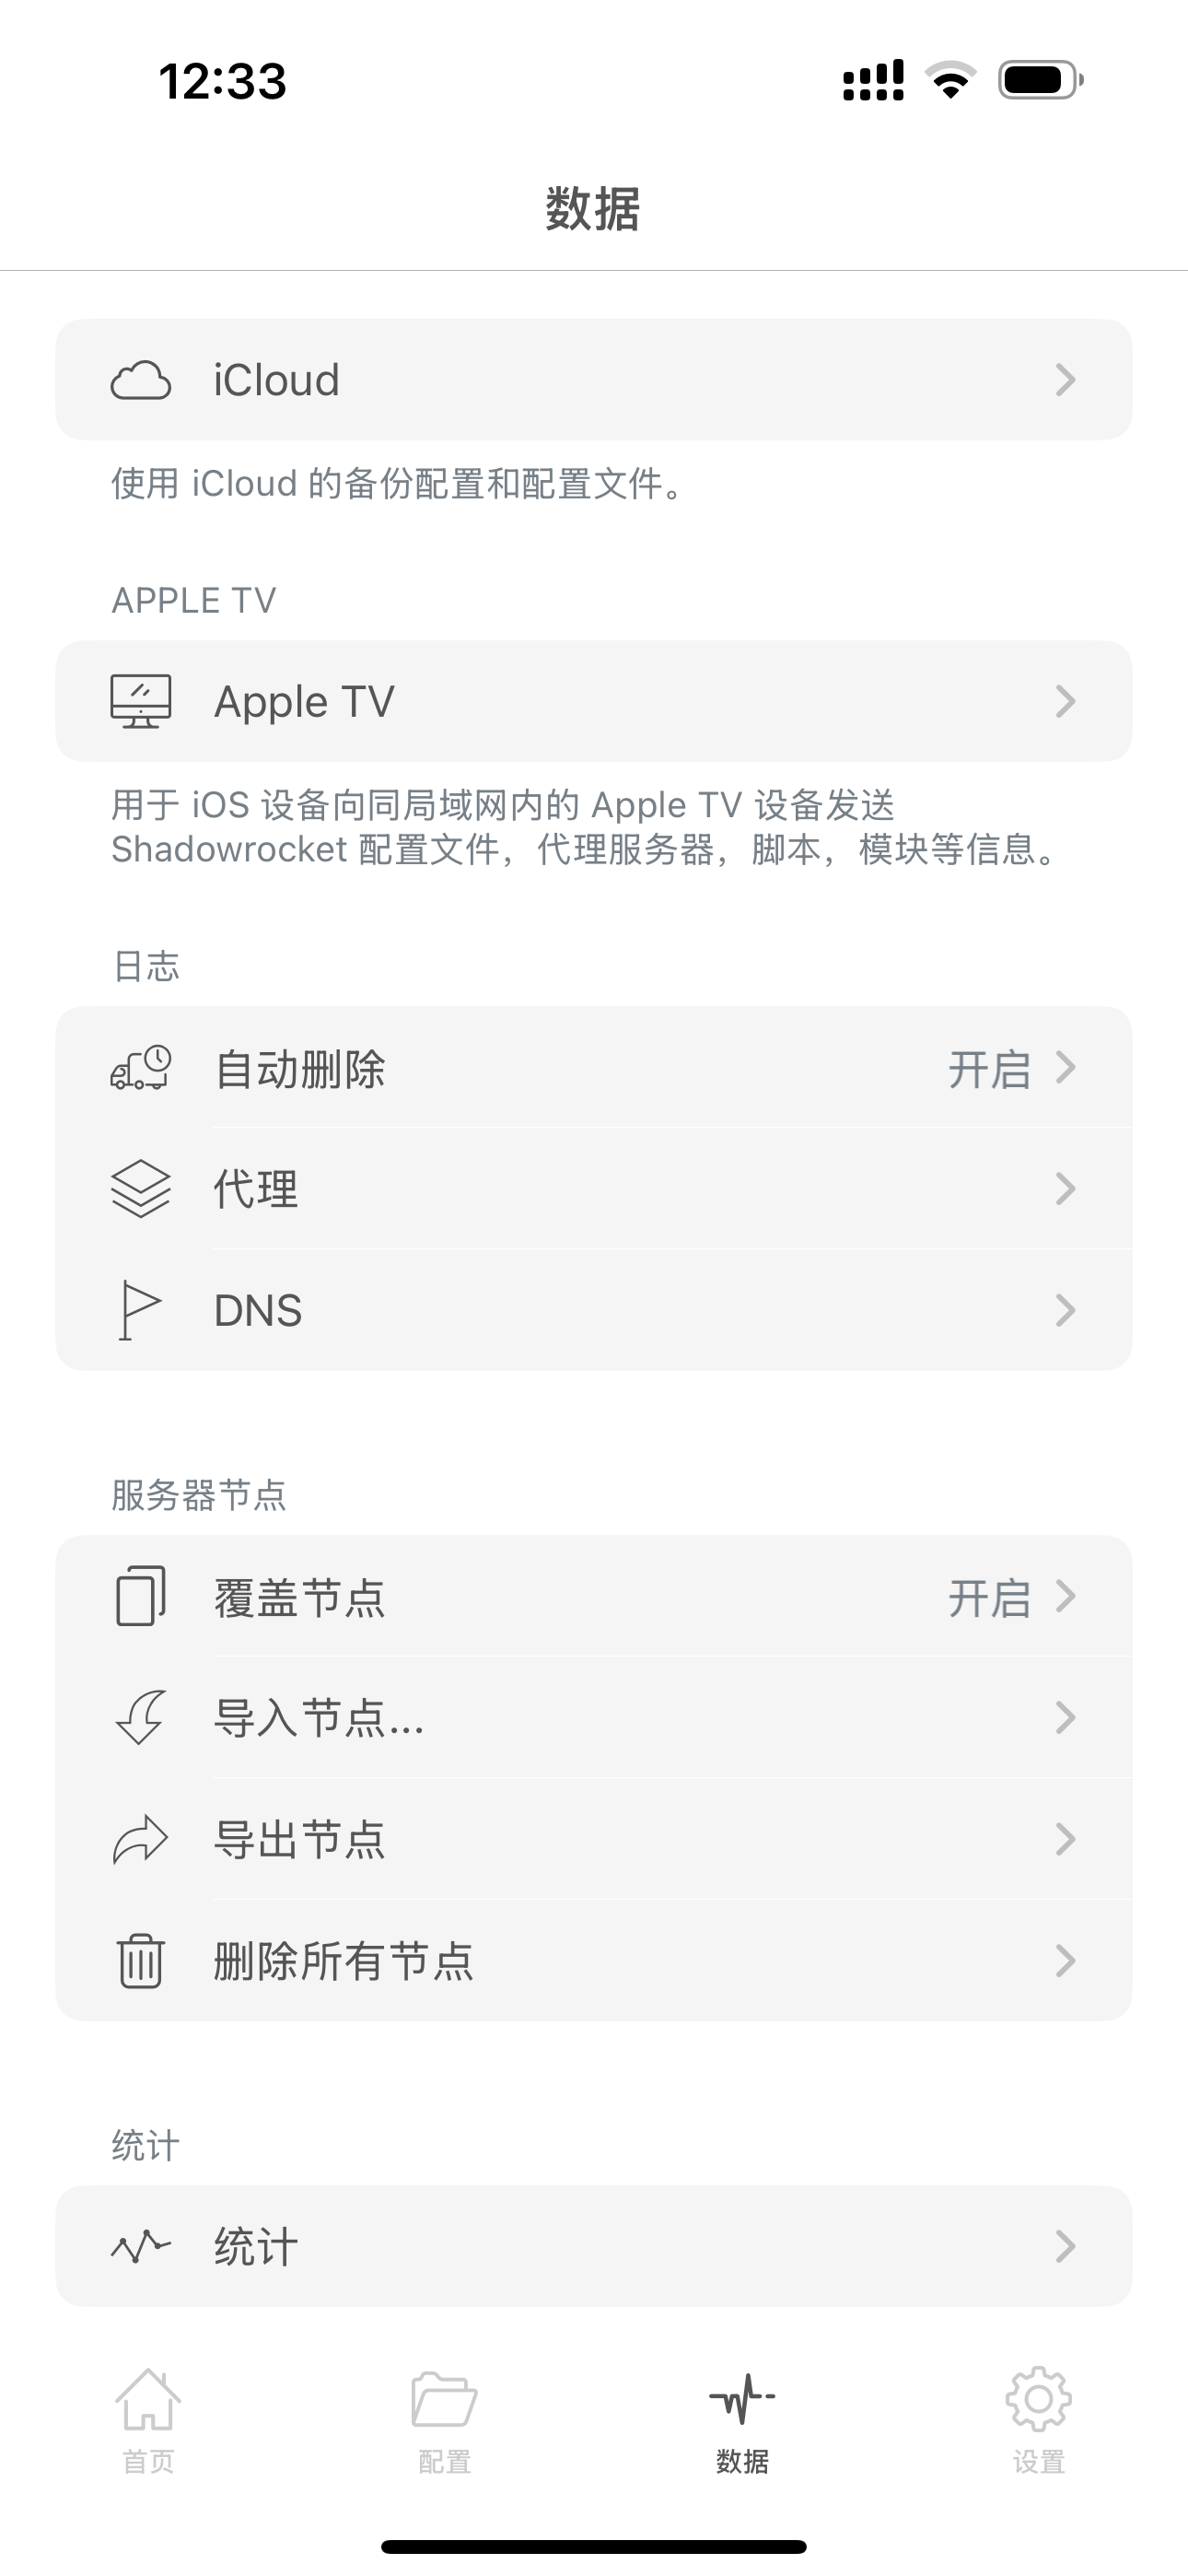 12:33
数据
iCloud
使用 iCloud 的备份配置和配置文件。
APPLE TV
Apple TV
用于 iOS 设备向同局域网内的 Apple TV 设备发送
Shadowrocket 配置文件，代理服务器，脚本，模块等信息。
日志
自动删除 开启
代理
DNS
服务器节点
覆盖节点 开启
导入节点...
导出节点
删除所有节点
统计
统计
首页 配置 数据 设置